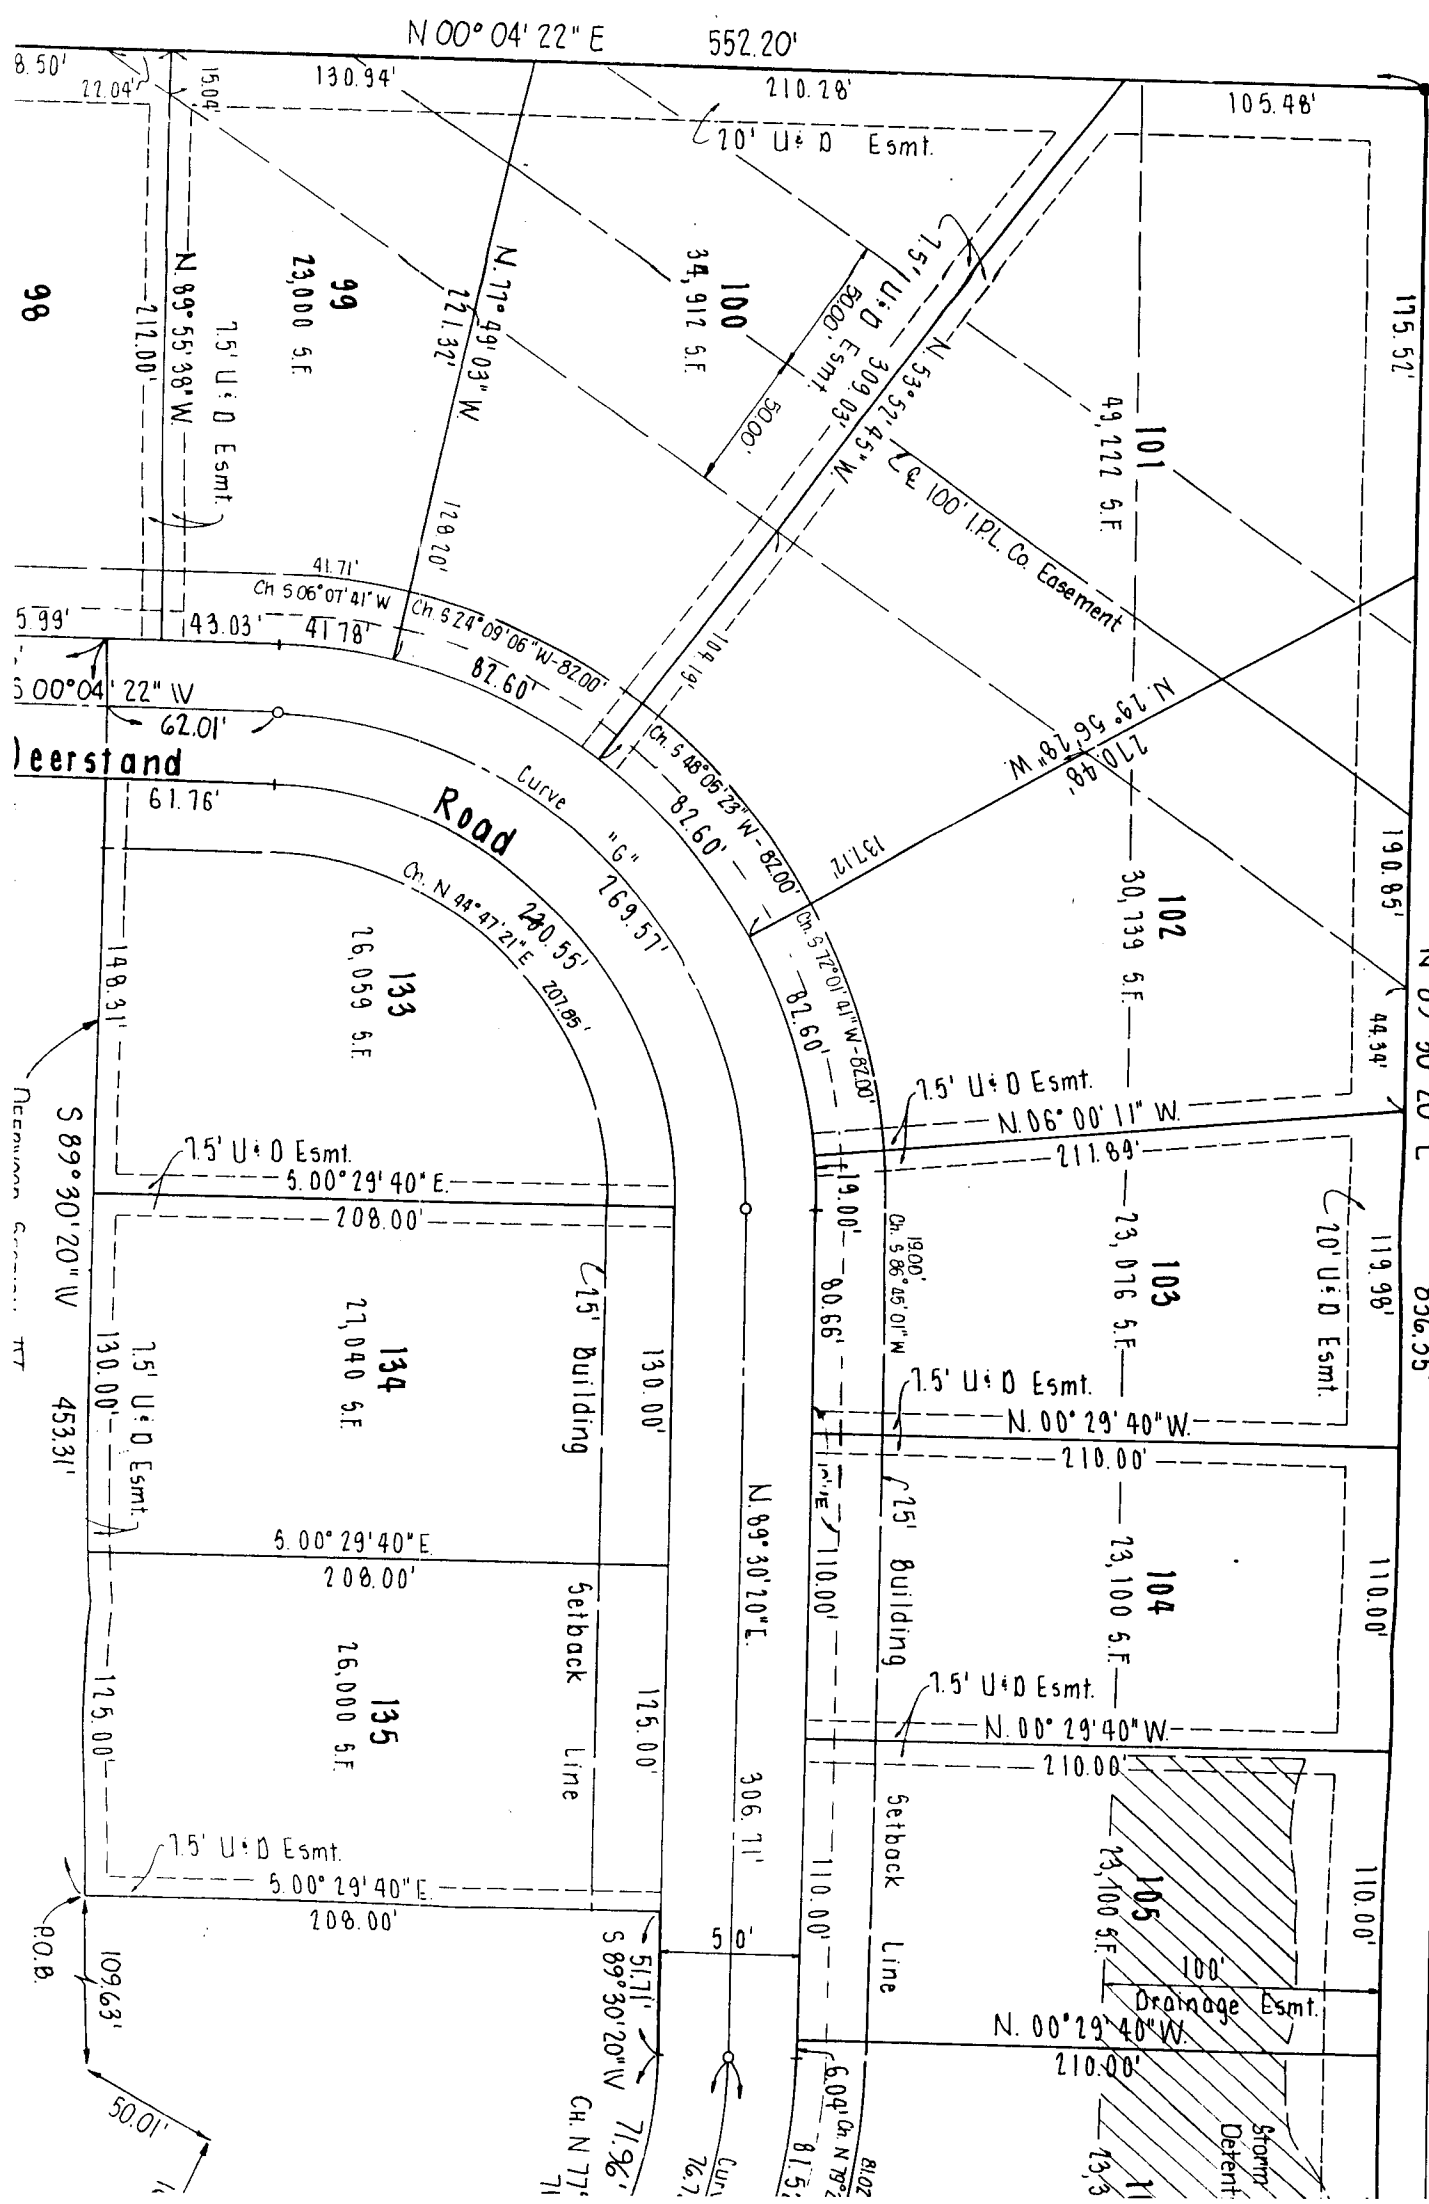 N 00° 04' 22" E 552.20'
8.50'
22.04'
15.04'
130.94'
210.28'
105.48'
20' U & D Esmt.
98
N. 89° 55' 38" W.
212.00'
7.5' U & D Esmt.
99
23,000 S.F.
N. 77° 49' 03" W.
221.32'
128.20'
100
34,912 S.F.
7.5' U & D Esmt.
50.00'
50.00'
N. 53° 52' 45" W.
309.03'
104.19'
101
49,222 S.F.
100' I.P.L. Co. Easement
175.52'
N. 29° 56' 28" W.
270.48'
137.12'
190.85'
44.34'
102
30,739 S.F.
5.99'
43.03'
41.78'
41.71'
Ch S 06° 07' 41" W
Ch. S 24° 09' 06" W - 82.00'
82.60'
Ch. S 48° 05' 23" W - 82.00'
82.60'
Ch. S 72° 01' 41" W - 82.00'
82.60'
S 00° 04' 22" W
62.01'
eerstand
Road
61.76'
Curve "G" 269.57'
230.55'
Ch. N 44° 47' 21" E 207.85'
133
26,059 S.F.
148.31'
S 89° 30' 20" W 453.31'
7.5' U & D Esmt.
S. 00° 29' 40" E.
208.00'
134
27,040 S.F.
130.00'
130.00'
7.5' U & D Esmt.
25' Building Setback Line
S. 00° 29' 40" E.
208.00'
135
26,000 S.F.
125.00'
125.00'
7.5' U & D Esmt.
S. 00° 29' 40" E.
208.00'
P.O.B.
109.63'
50.01'
7.5' U & D Esmt.
N. 06° 00' 11" W.
211.89'
19.00'
19.00'
Ch. S 86° 45' 01" W
80.66'
103
23,076 S.F.
20' U & D Esmt.
119.98'
7.5' U & D Esmt.
N. 00° 29' 40" W.
210.00'
110.00'
25' Building Setback Line
104
23,100 S.F.
110.00'
N. 89° 30' 20" E. 306.71'
7.5' U & D Esmt.
N. 00° 29' 40" W.
210.00'
105
23,100 S.F.
110.00'
110.00'
100'
Drainage Esmt.
N. 00° 29' 40" W.
210.00'
50'
51.71'
S 89° 30' 20" W
71.96'
6.04'
Storm